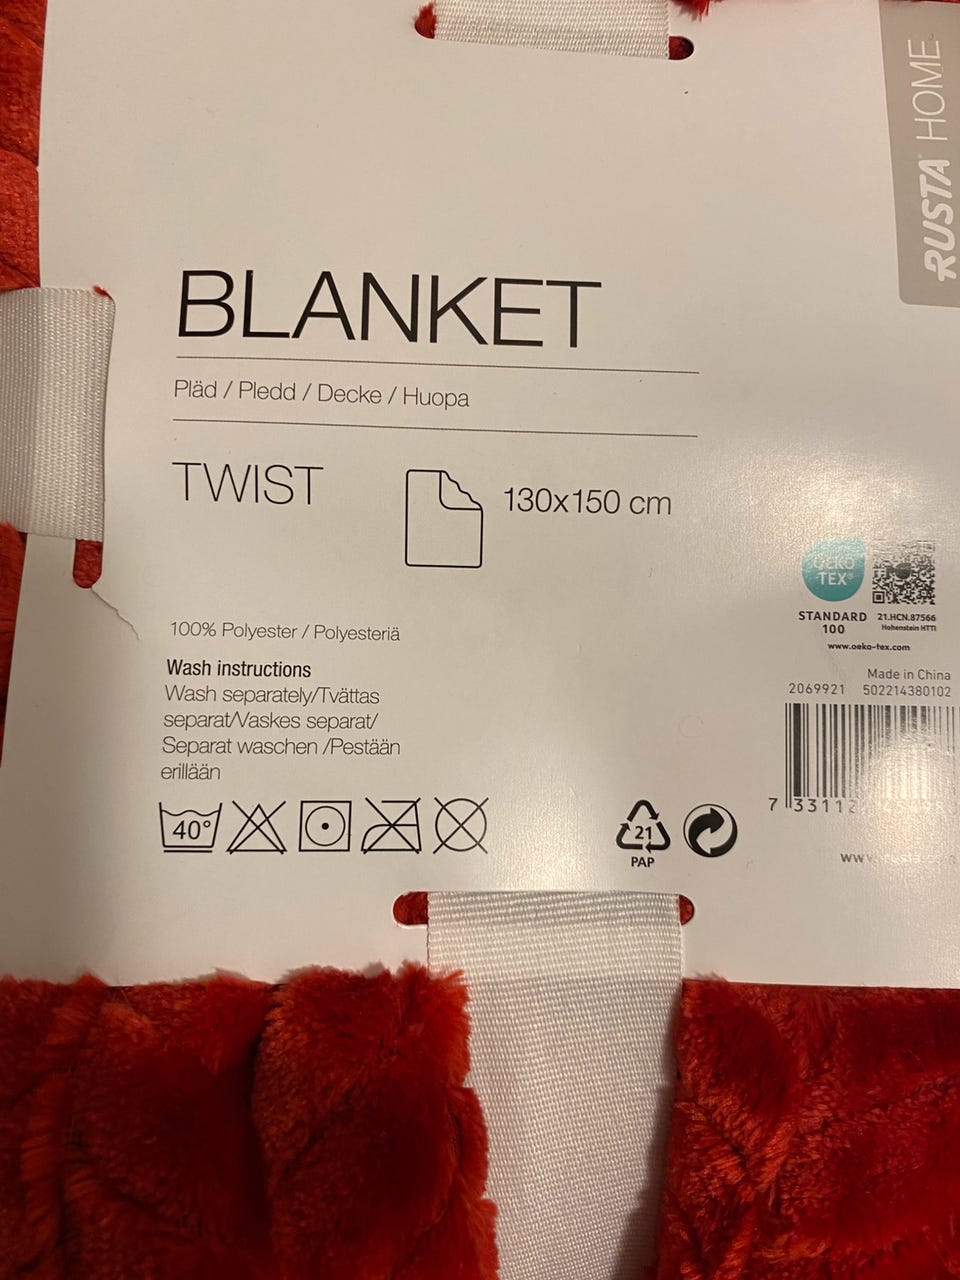 RUSTA HOME
BLANKET
Pläd / Pledd / Decke / Huopa
TWIST
130x150 cm
OEKO
TEX®
STANDARD
100
21.HCN.87566
Hohenstein HTTI
www.oeko-tex.com
100% Polyester / Polyesteriä
Wash instructions
Wash separately/Tvättas
separat/Vaskes separat/
Separat waschen /Pestään
erillään
40°
Made in China
2069921 502214380102
7 33112
21
PAP